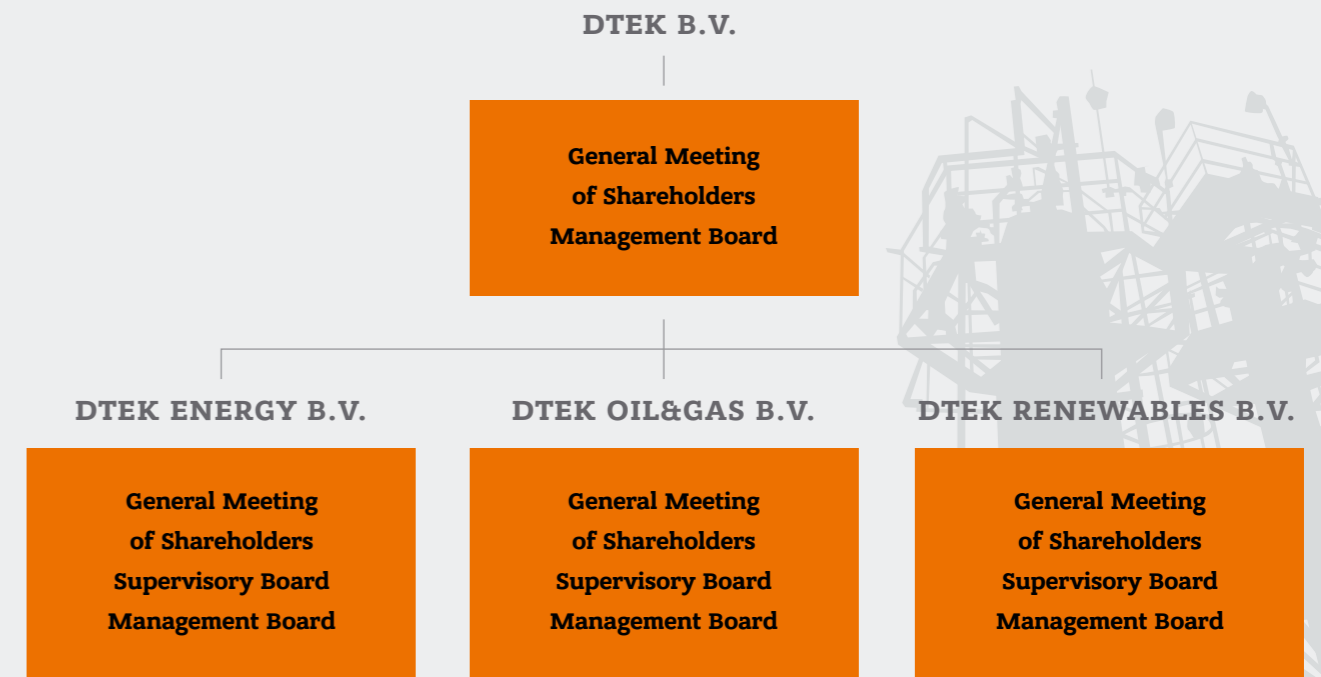 DTEK B.V.
General Meeting
of Shareholders
Management Board
DTEK ENERGY B.V.
General Meeting
of Shareholders
Supervisory Board
Management Board
DTEK OIL&GAS B.V.
General Meeting
of Shareholders
Supervisory Board
Management Board
DTEK RENEWABLES B.V.
General Meeting
of Shareholders
Supervisory Board
Management Board